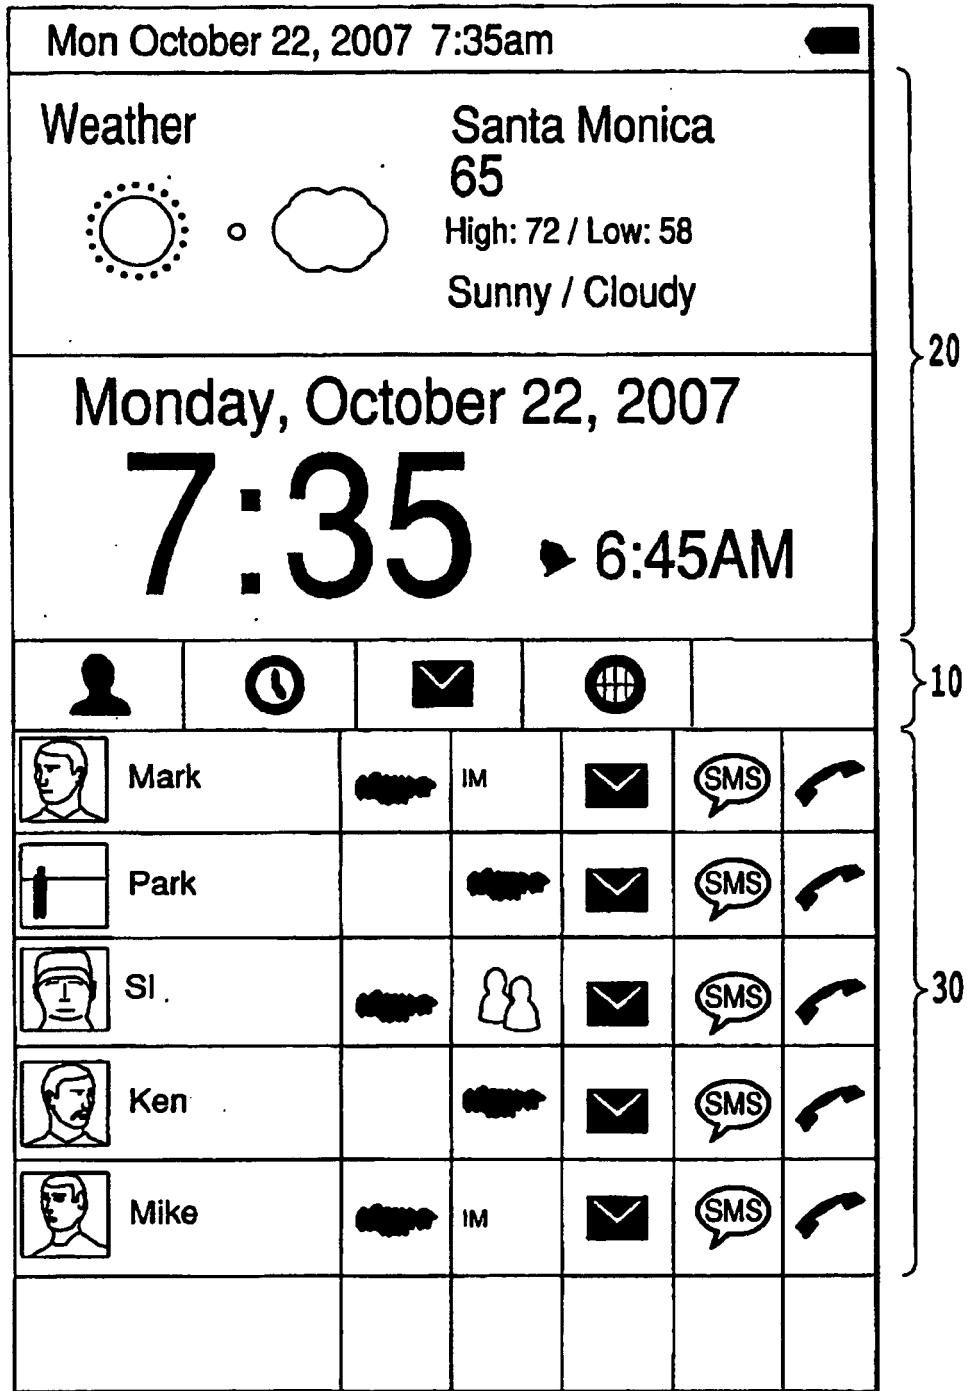 Mon October 22, 2007 7:35am
Weather
Santa Monica
65
High: 72 / Low: 58
Sunny / Cloudy
20
Monday, October 22, 2007
7:35
6:45AM
10
Mark IM SMS
Park SMS
SI SMS
30
Ken SMS
Mike IM SMS